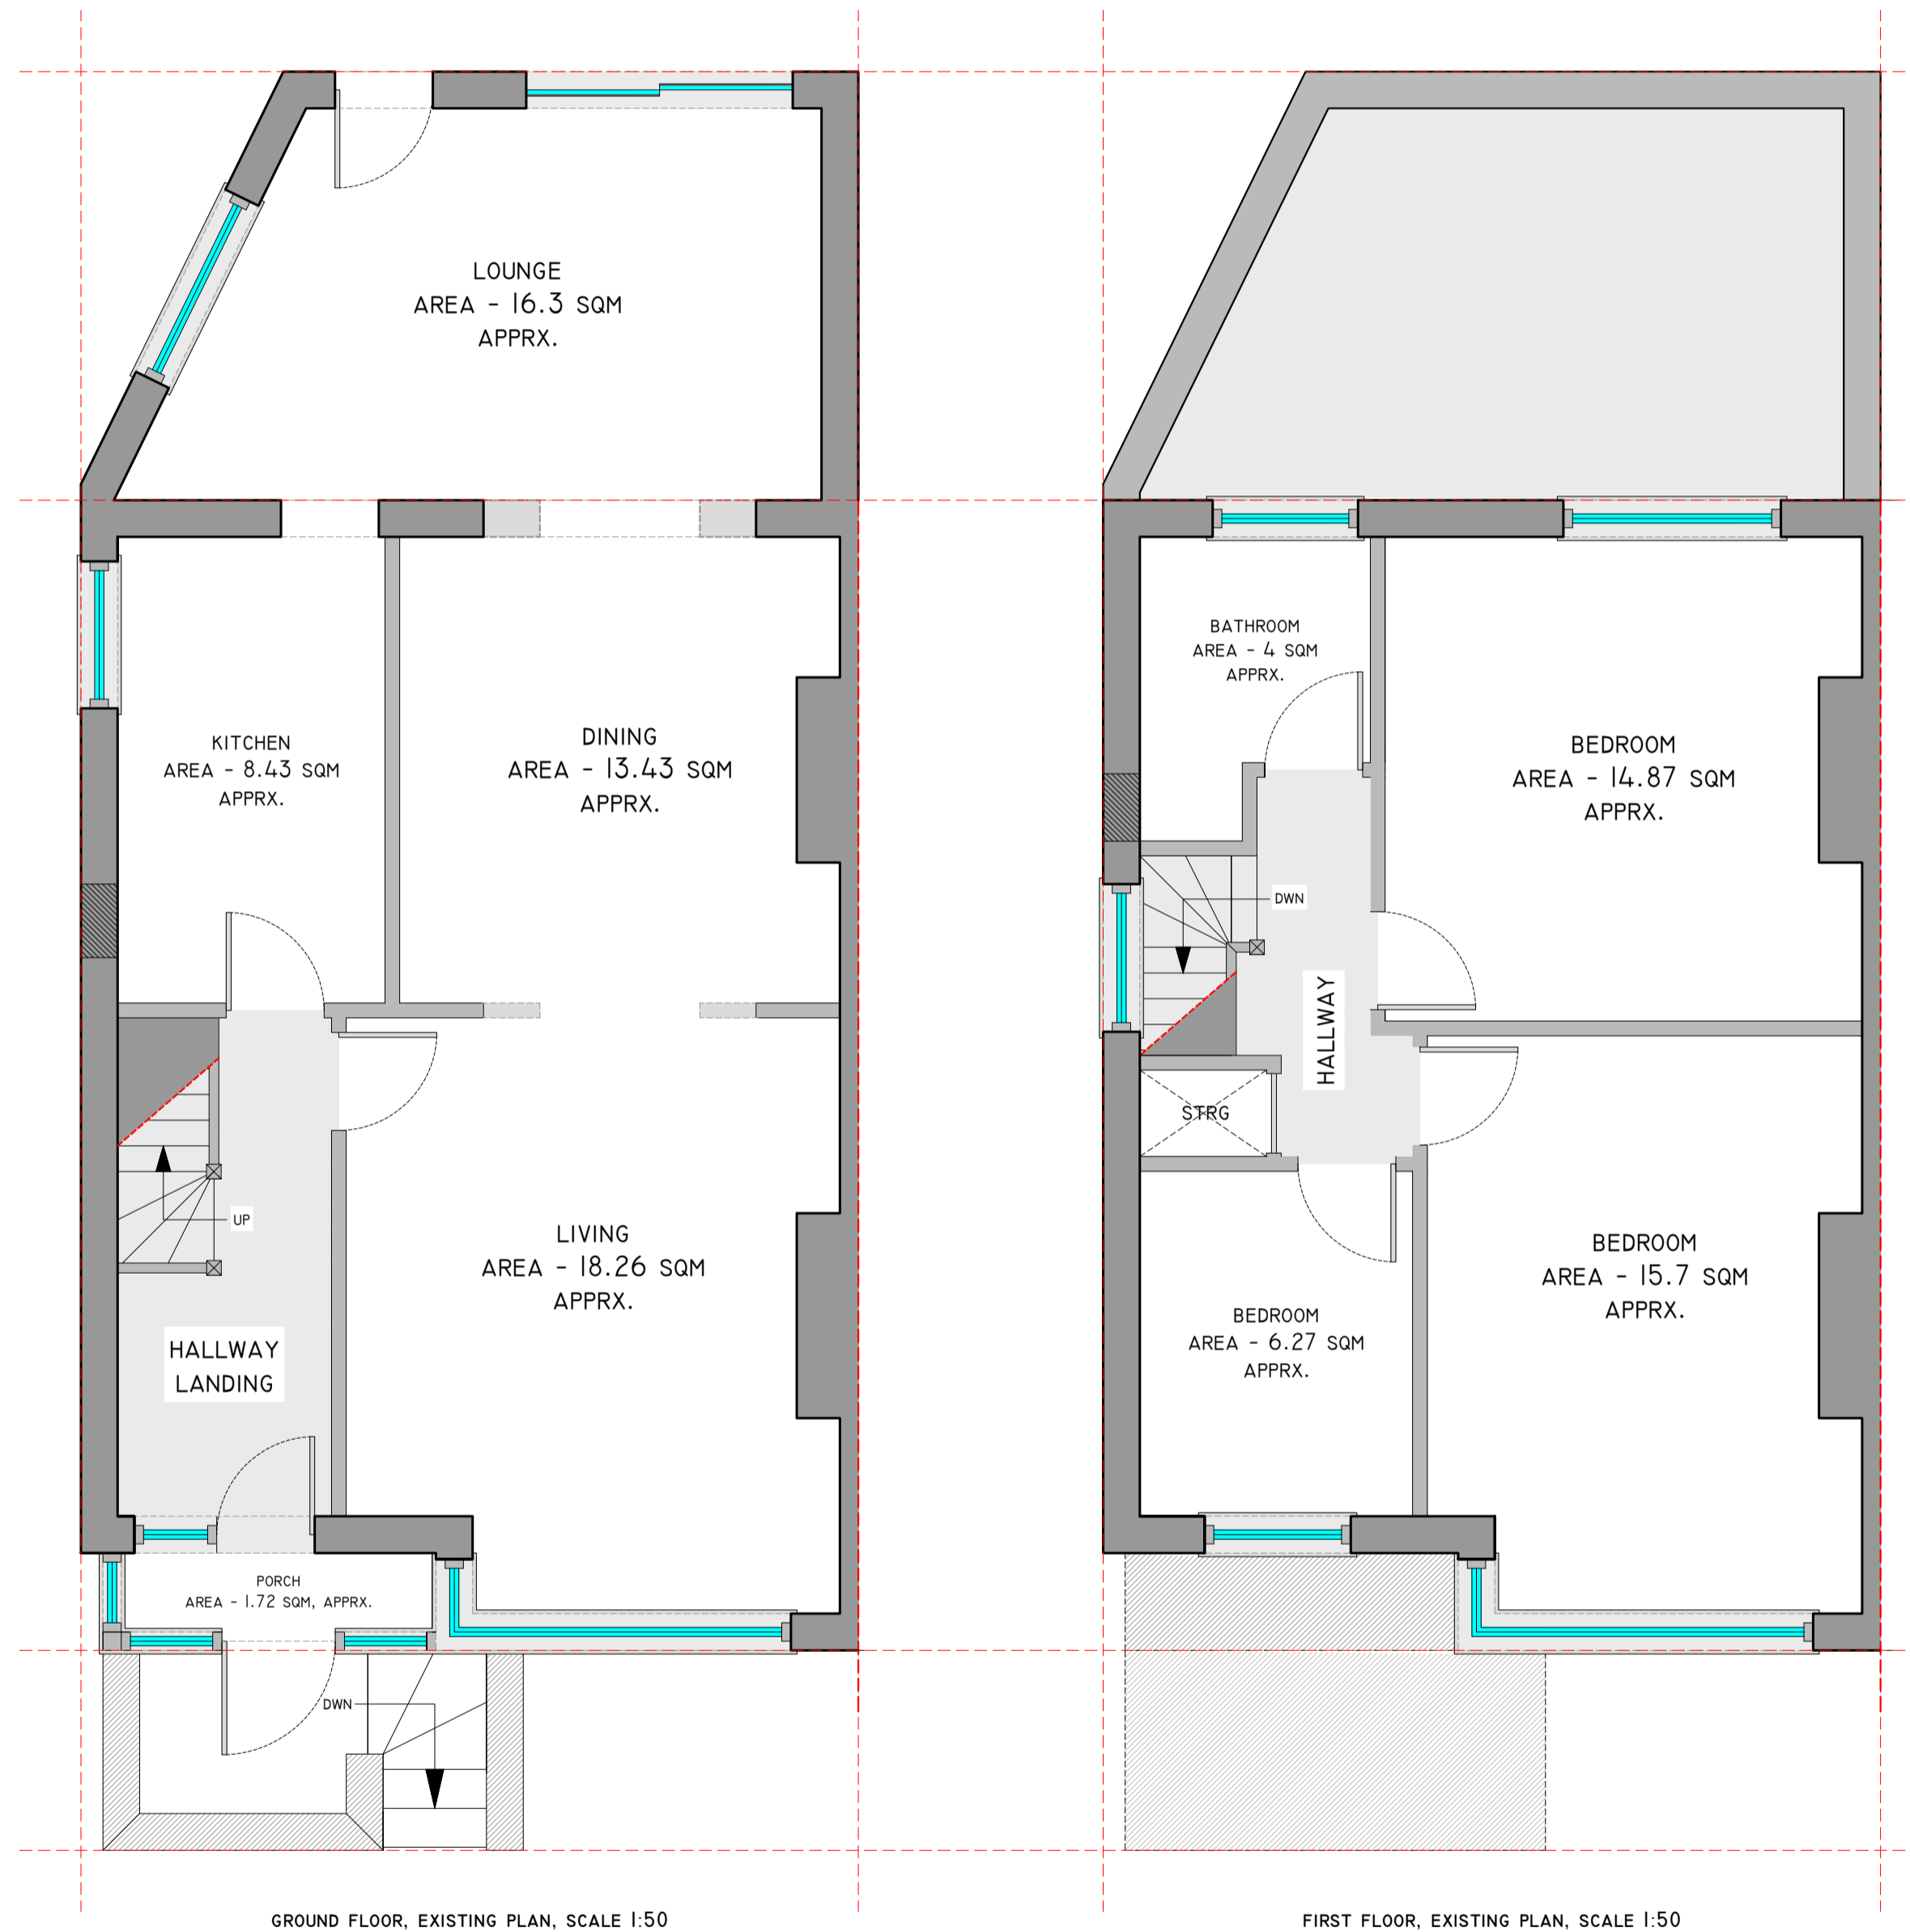 LOUNGE
AREA - 16.3 SQM
APPRX.
KITCHEN
AREA - 8.43 SQM
APPRX.
DINING
AREA - 13.43 SQM
APPRX.
UP
LIVING
AREA - 18.26 SQM
APPRX.
HALLWAY
LANDING
PORCH
AREA - 1.72 SQM, APPRX.
DWN
GROUND FLOOR, EXISTING PLAN, SCALE 1:50
BATHROOM
AREA - 4 SQM
APPRX.
BEDROOM
AREA - 14.87 SQM
APPRX.
DWN
HALLWAY
STRG
BEDROOM
AREA - 15.7 SQM
APPRX.
BEDROOM
AREA - 6.27 SQM
APPRX.
FIRST FLOOR, EXISTING PLAN, SCALE 1:50